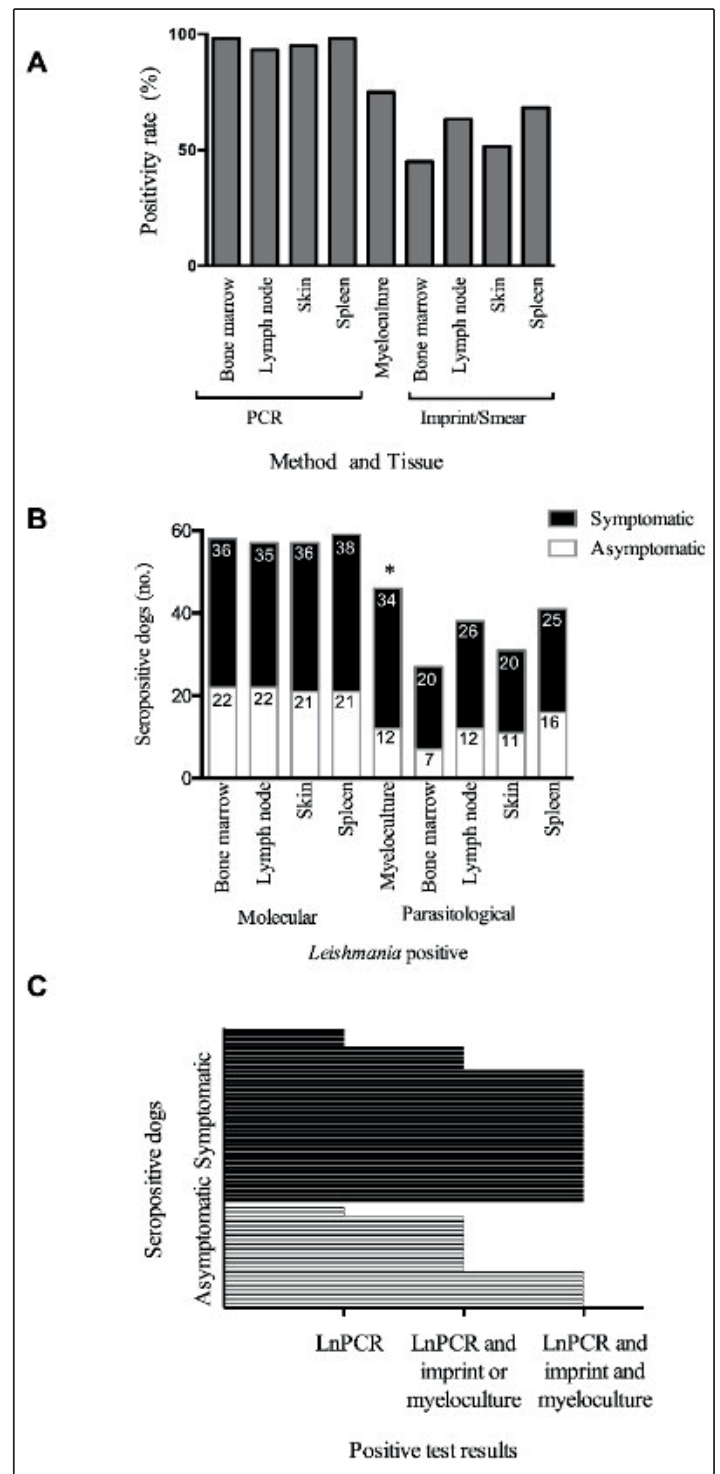 A
Positivity rate (%)
100
50
0
Bone marrow
Lymph node
Skin
Spleen
Myeloculture
Bone marrow
Lymph node
Skin
Spleen
PCR
Imprint/Smear
Method and Tissue
B
Symptomatic
Asymptomatic
Seropositive dogs (no.)
60
40
20
0
36
35
36
38
*
34
20
26
20
25
22
22
21
21
12
7
12
11
16
Bone marrow
Lymph node
Skin
Spleen
Myeloculture
Bone marrow
Lymph node
Skin
Spleen
Molecular
Parasitological
Leishmania positive
C
Seropositive dogs
Asymptomatic Symptomatic
LnPCR
LnPCR and
imprint or
myeloculture
LnPCR and
imprint and
myeloculture
Positive test results